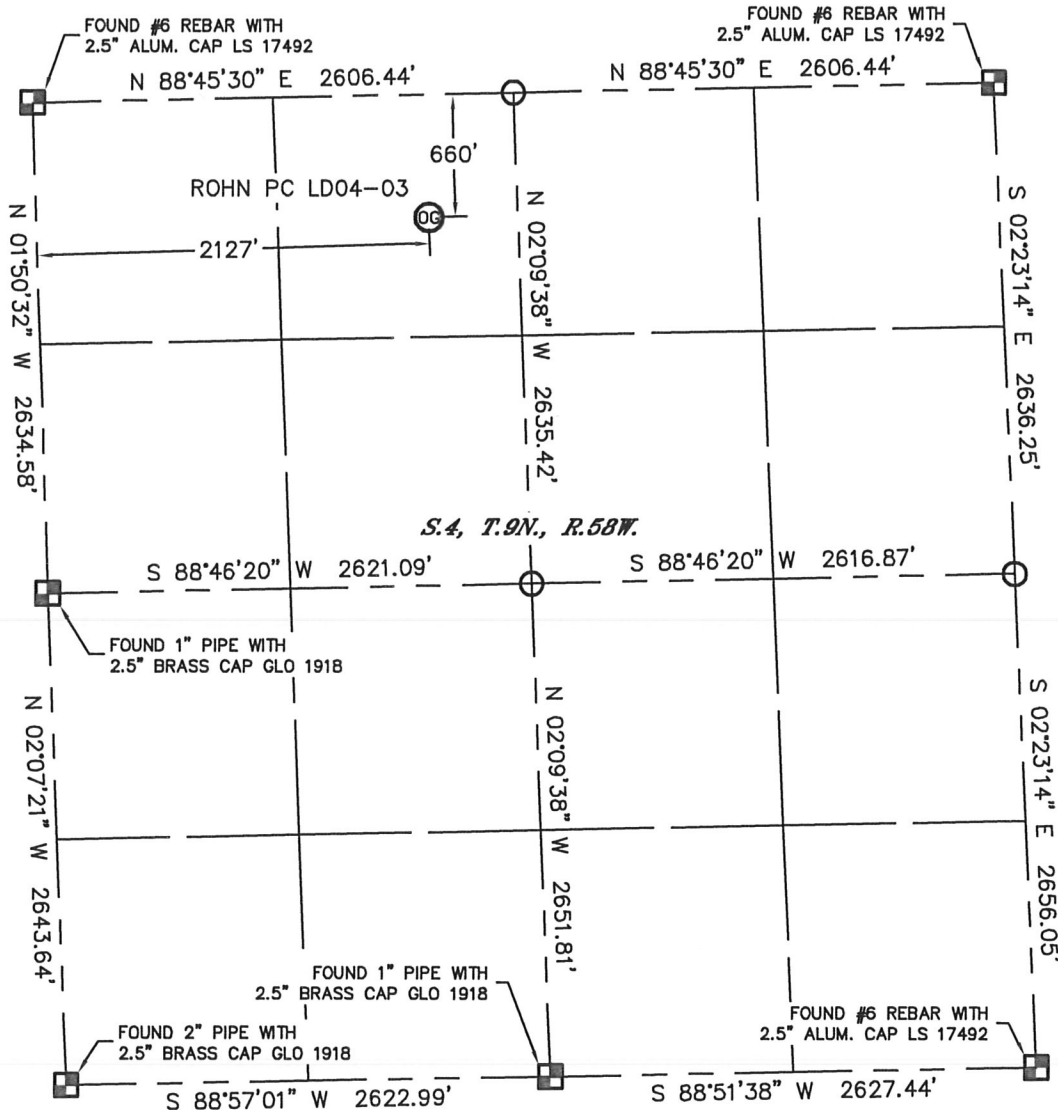 FOUND #6 REBAR WITH
2.5" ALUM. CAP LS 17492
FOUND #6 REBAR WITH
2.5" ALUM. CAP LS 17492
N 88°45'30" E 2606.44'
N 88°45'30" E 2606.44'
660'
ROHN PC LD04-03
OG
2127'
N 01°50'32" W 2634.58'
N 02°09'38" W 2635.42'
S 02°23'14" E 2636.25'
S.4, T.9N., R.58W.
S 88°46'20" W 2621.09'
S 88°46'20" W 2616.87'
FOUND 1" PIPE WITH
2.5" BRASS CAP GLO 1918
N 02°07'21" W 2643.64'
N 02°09'38" W 2651.81'
S 02°23'14" E 2656.05'
FOUND 1" PIPE WITH
2.5" BRASS CAP GLO 1918
FOUND 2" PIPE WITH
2.5" BRASS CAP GLO 1918
FOUND #6 REBAR WITH
2.5" ALUM. CAP LS 17492
S 88°57'01" W 2622.99'
S 88°51'38" W 2627.44'